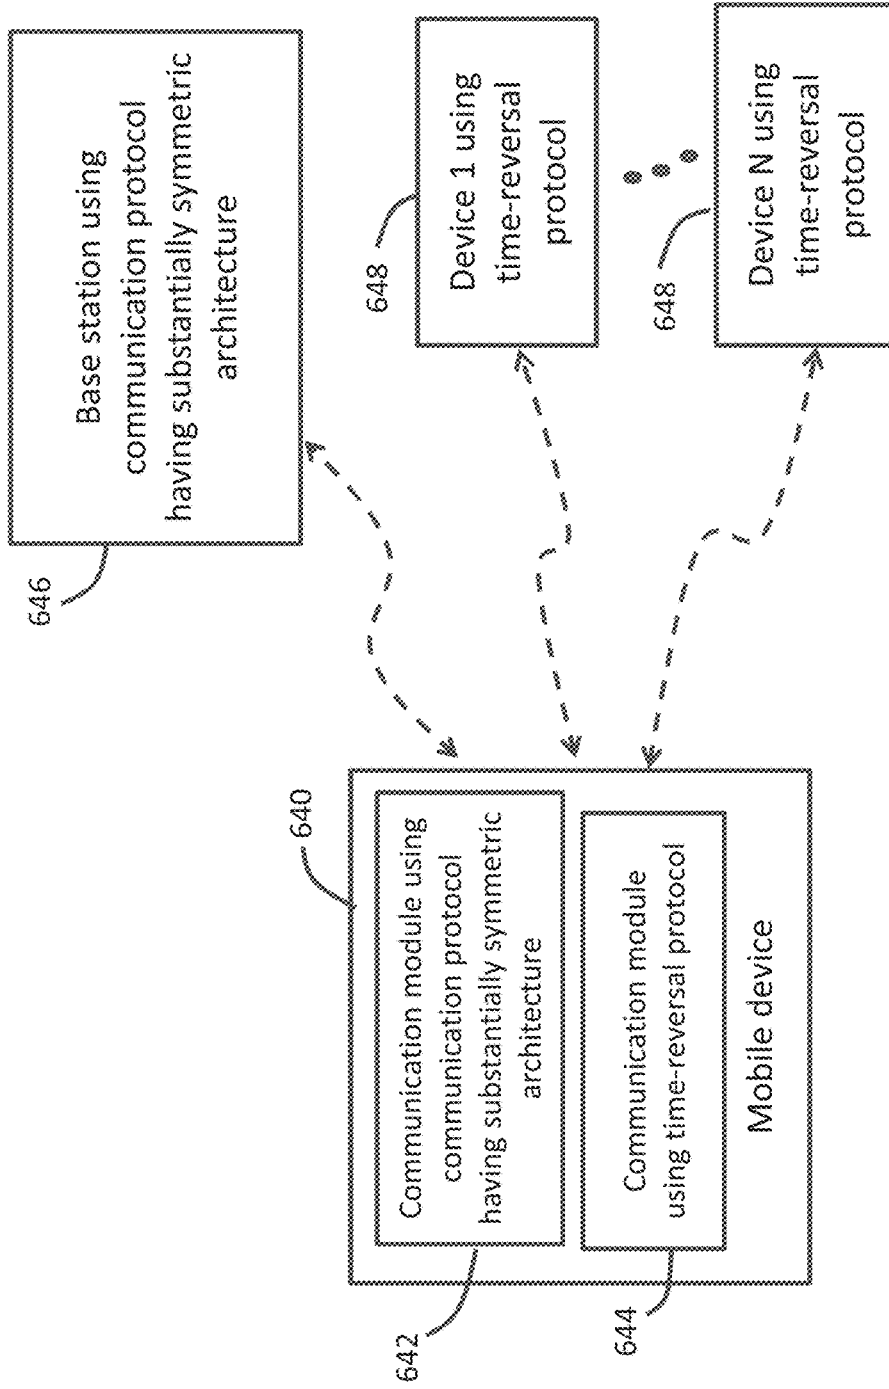 640
642
Communication module using
communication protocol
having substantially symmetric
architecture
644
Communication module
using time-reversal protocol
Mobile device
646
Base station using
communication protocol
having substantially symmetric
architecture
648
Device 1 using
time-reversal
protocol
648
Device N using
time-reversal
protocol